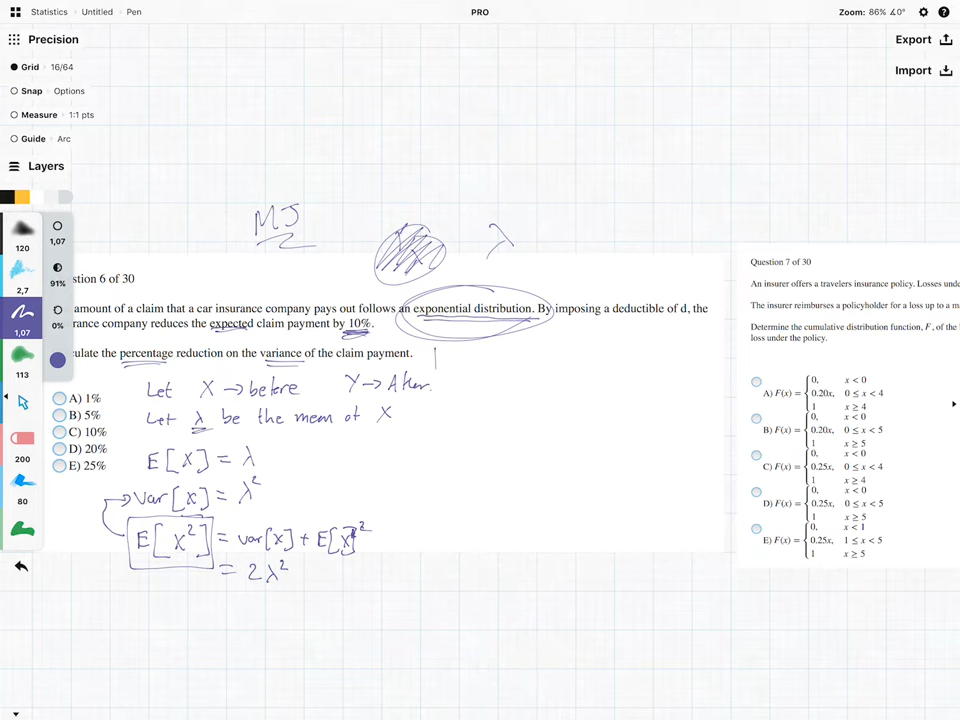 Statistics › Untitled › Pen
PRO
Zoom: 86% ∡0°
Precision
Grid · 16/64
Snap · Options
Measure · 1:1 pts
Guide · Arc
Layers
Export
Import
1,07
91%
0%
120
2,7
1,07
113
200
80
MJ
λ
stion 6 of 30
amount of a claim that a car insurance company pays out follows an exponential distribution. By imposing a deductible of d, the
rance company reduces the expected claim payment by 10%.
culate the percentage reduction on the variance of the claim payment.
A) 1%
B) 5%
C) 10%
D) 20%
E) 25%
Let X → before Y → After.
Let λ be the mean of X
E[X] = λ
Var[x] = λ²
E[X²] = var[x] + E[x]²
= 2λ²
Question 7 of 30
An insurer offers a travelers insurance policy. Losses unde
The insurer reimburses a policyholder for a loss up to a m
Determine the cumulative distribution function, F, of the
loss under the policy.
A) F(x) = { 0, x < 0
0.20x, 0 ≤ x < 4
1 x ≥ 4
B) F(x) = { 0, x < 0
0.20x, 0 ≤ x < 5
1 x ≥ 5
C) F(x) = { 0, x < 0
0.25x, 0 ≤ x < 4
1 x ≥ 4
D) F(x) = { 0, x < 0
0.25x, 0 ≤ x < 5
1 x ≥ 5
E) F(x) = { 0, x < 1
0.25x, 1 ≤ x < 5
1 x ≥ 5